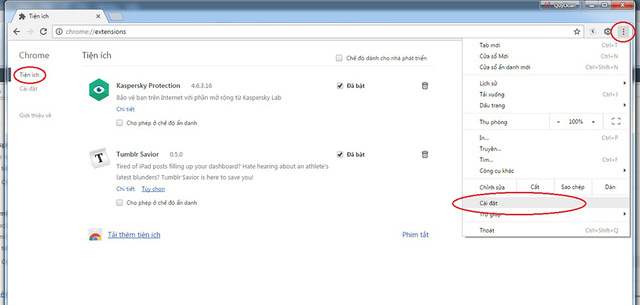 QuyDoan
Tiện ích
chrome://extensions
Chrome
Tiện ích
Cài đặt
Giới thiệu về
Tiện ích
Chế độ dành cho nhà phát triển
Kaspersky Protection 4.6.3.16
Bảo vệ bạn trên Internet với phần mở rộng từ Kaspersky Lab
Chi tiết
Cho phép ở chế độ ẩn danh
Đã bật
Tumblr Savior 0.5.0
Tired of iPad posts filling up your dashboard? Hate hearing about an athlete's
latest blunders? Tumblr Savior is here to save you!
Chi tiết Tùy chọn
Cho phép ở chế độ ẩn danh
Đã bật
Tải thêm tiện ích
Phím tắt
Tab mới Ctrl+T
Cửa sổ Mới Ctrl+N
Cửa sổ ẩn danh mới Ctrl+Shift+N
Lịch sử
Tải xuống Ctrl+J
Dấu trang
Thu phóng - 100% +
In... Ctrl+P
Truyền...
Tìm... Ctrl+F
Công cụ khác
Chỉnh sửa Cắt Sao chép Dán
Cài đặt
Trợ giúp
Thoát Ctrl+Shift+Q